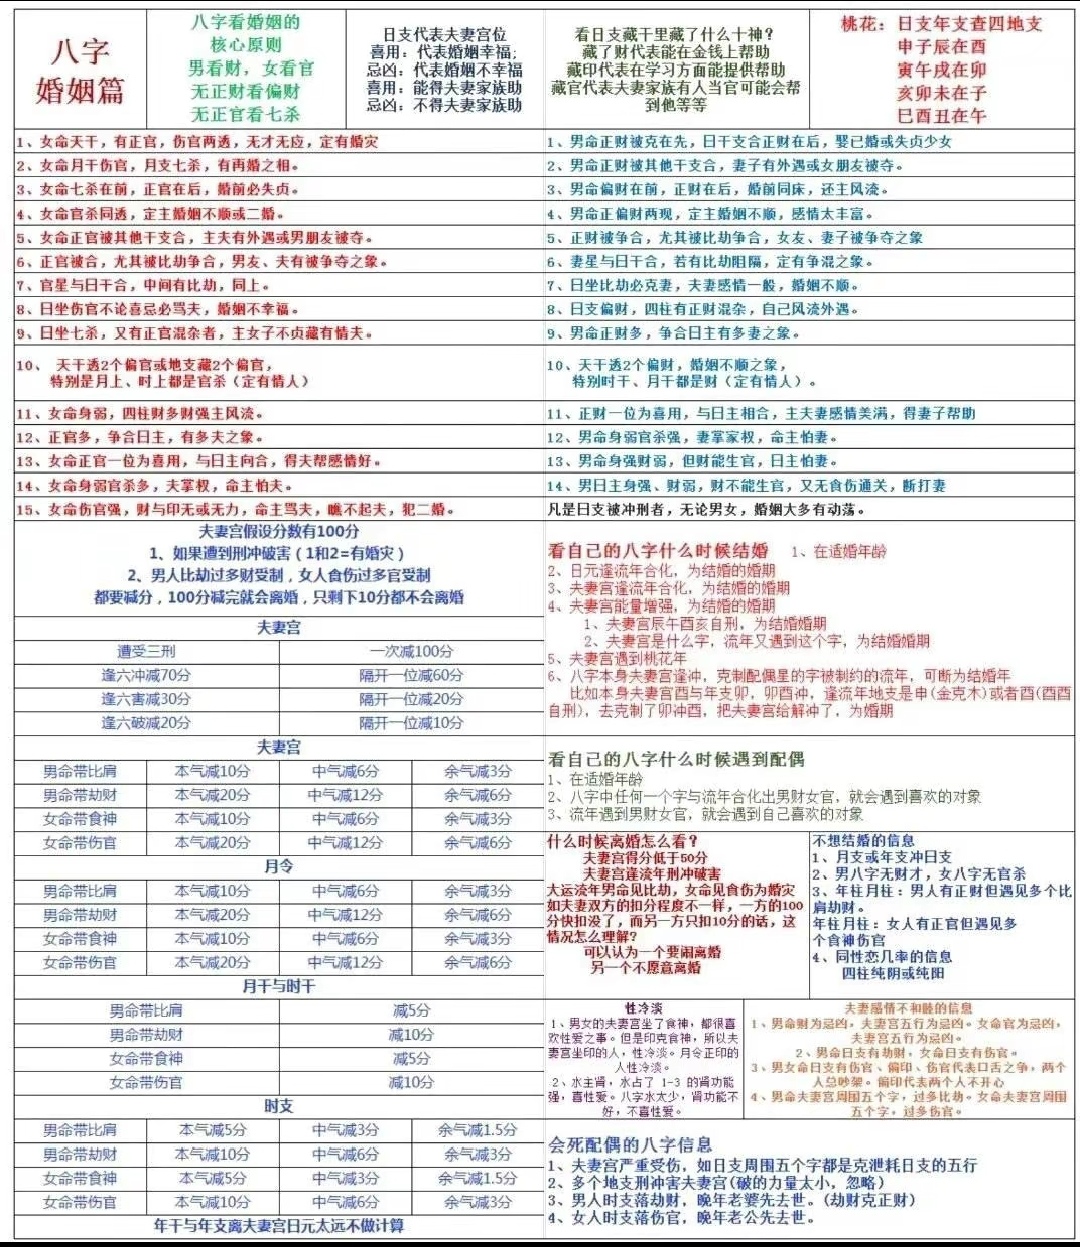 八字
婚姻篇
八字看婚姻的
核心原则
男看财，女看官
无正财看偏财
无正官看七杀
日支代表夫妻宫位
喜用：代表婚姻幸福;
忌凶：代表婚姻不幸福
喜用：能得夫妻家族助
忌凶：不得夫妻家族助
看日支藏干里藏了什么十神?
藏了财代表能在金钱上帮助
藏印代表在学习方面能提供帮助
藏官代表夫妻家族有人当官可能会帮
到他等等
桃花：日支年支查四地支
申子辰在酉
寅午戌在卯
亥卯未在子
巳酉丑在午
1、女命天干，有正官，伤官两透，无才无应，定有婚灾
2、女命月干伤官，月支七杀，有再婚之相。
3、女命七杀在前，正官在后，婚前必失贞。
4、女命官杀同透，定主婚姻不顺或二婚。
5、女命正官被其他干支合，主夫有外遇或男朋友被夺。
6、正官被合，尤其被比劫争合，男友、夫有被争夺之象。
7、官星与日干合，中间有比劫，同上。
8、日坐伤官不论喜忌必骂夫，婚姻不幸福。
9、日坐七杀，又有正官混杂者，主女子不贞藏有情夫。
10、 天干透2个偏官或地支藏2个偏官，
特别是月上、时上都是官杀（定有情人）
11、女命身弱，四柱财多财强主风流。
12、正官多，争合日主，有多夫之象。
13、女命正官一位为喜用，与日主向合，得夫帮感情好。
14、女命身弱官杀多，夫掌权，命主怕夫。
15、女命伤官强，财与印无或无力，命主骂夫，瞧不起夫，犯二婚。
1、男命正财被克在先，日干支合正财在后，娶已婚或失贞少女
2、男命正财被其他干支合，妻子有外遇或女朋友被夺。
3、男命偏财在前，正财在后，婚前同床，还主风流。
4、男命正偏财两现，定主婚姻不顺，感情太丰富。
5、正财被争合，尤其被比劫争合，女友、妻子被争夺之象
6、妻星与日干合，若有比劫阻隔，定有争混之象。
7、日坐比劫必克妻，夫妻感情一般，婚姻不顺。
8、日支偏财，四柱有正财混杂，自己风流外遇。
9、男命正财多，争合日主有多妻之象。
10、天干透2个偏财，婚姻不顺之象，
特别时干、月干都是财（定有情人）。
11、正财一位为喜用，与日主相合，主夫妻感情美满，得妻子帮助
12、男命身弱官杀强，妻掌家权，命主怕妻。
13、男命身强财弱，但财能生官，日主怕妻。
14、男日主身强、财弱，财不能生官，又无食伤通关，断打妻
凡是日支被冲刑者，无论男女，婚姻大多有动荡。
夫妻宫假设分数有100分
1、如果遭到刑冲破害（1和2=有婚灾）
2、男人比劫过多财受制，女人食伤过多官受制
都要减分，100分减完就会离婚，只剩下10分都不会离婚
夫妻宫
遭受三刑 一次减100分
逢六冲减70分 隔开一位减60分
逢六害减30分 隔开一位减20分
逢六破减20分 隔开一位减10分
夫妻宫
男命带比肩 本气减10分 中气减6分 余气减3分
男命带劫财 本气减20分 中气减12分 余气减6分
女命带食神 本气减10分 中气减6分 余气减3分
女命带伤官 本气减20分 中气减12分 余气减6分
月令
男命带比肩 本气减10分 中气减6分 余气减3分
男命带劫财 本气减20分 中气减12分 余气减6分
女命带食神 本气减10分 中气减6分 余气减3分
女命带伤官 本气减20分 中气减12分 余气减6分
月干与时干
男命带比肩 减5分
男命带劫财 减10分
女命带食神 减5分
女命带伤官 减10分
时支
男命带比肩 本气减5分 中气减3分 余气减1.5分
男命带劫财 本气减10分 中气减6分 余气减3分
女命带食神 本气减5分 中气减3分 余气减1.5分
女命带伤官 本气减10分 中气减6分 余气减3分
年干与年支离夫妻宫日元太远不做计算
看自己的八字什么时候结婚 1、在适婚年龄
2、日元逢流年合化，为结婚的婚期
3、夫妻宫逢流年合化，为结婚的婚期
4、夫妻宫能量增强，为结婚的婚期
1、夫妻宫辰午酉亥自刑，为结婚婚期
2、夫妻宫是什么字，流年又遇到这个字，为结婚婚期
5、夫妻宫遇到桃花年
6、八字本身夫妻宫逢冲，克制配偶星的字被制约的流年，可断为结婚年
比如本身夫妻宫酉与年支卯，卯酉冲，逢流年地支是申(金克木)或者酉(酉酉
自刑)，去克制了卯冲酉，把夫妻宫给解冲了，为婚期
看自己的八字什么时候遇到配偶
1、在适婚年龄
2、八字中任何一个字与流年合化出男财女官，就会遇到喜欢的对象
3、流年遇到男财女官，就会遇到自己喜欢的对象
什么时候离婚怎么看？
夫妻宫得分低于50分
夫妻宫逢流年刑冲破害
大运流年男命见比劫，女命见食伤为婚灾
如夫妻双方的扣分程度不一样，一方的100
分快扣没了，而另一方只扣10分的话，这
情况怎么理解?
可以认为一个要闹离婚
另一个不愿意离婚
不想结婚的信息
1、月支或年支冲日支
2、男八字无财才，女八字无官杀
3、年柱月柱：男人有正财但遇见多个比
肩劫财。
年柱月柱：女人有正官但遇见多
个食神伤官
4、同性恋几率的信息
四柱纯阴或纯阳
性冷淡
1、男女的夫妻宫坐了食神，都很喜
欢性爱之事。但是印克食神，所以夫
妻宫坐印的人，性冷淡。月令正印的
人性冷淡。
2、水主肾，水占了 1-3 的肾功能
强，喜性爱。八字水太少，肾功能不
好，不喜性爱。
夫妻感情不和睦的信息
1、男命财为忌凶，夫妻宫五行为忌凶。女命官为忌凶，
夫妻宫五行为忌凶。
2、男命日支有劫财，女命日支有伤官。
3、男女命日支有伤官、偏印、伤官代表口舌之争，两个
人总吵架。偏印代表两个人不开心
4、男命夫妻宫周围五个字，过多比劫。女命夫妻宫周围
五个字，过多伤官。
会死配偶的八字信息
1、夫妻宫严重受伤，如日支周围五个字都是克泄耗日支的五行
2、多个地支刑冲害夫妻宫(破的力量太小，忽略)
3、男人时支落劫财，晚年老婆先去世。(劫财克正财)
4、女人时支落伤官，晚年老公先去世。